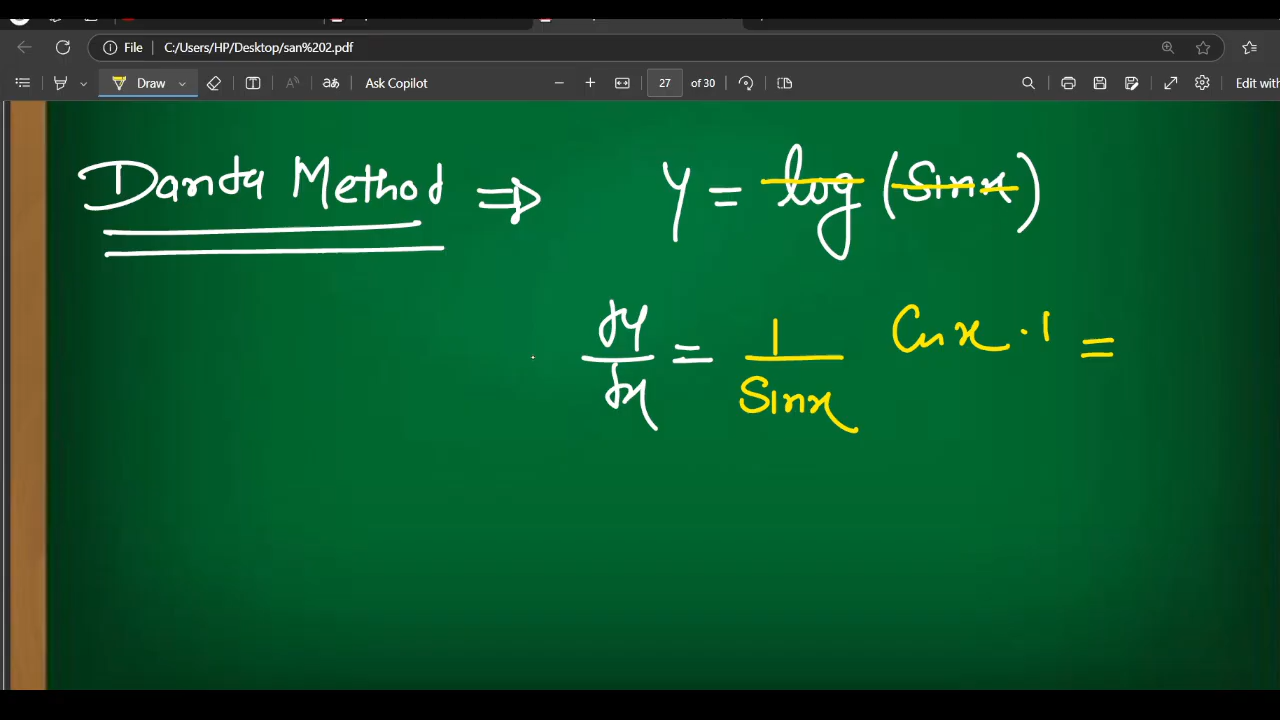 File C:/Users/HP/Desktop/san%202.pdf
Draw Ask Copilot 27 of 30 Edit with
Danda Method ⇒ y = log (Sinx)
dy/dx = 1/Sinx Cosx · 1 =